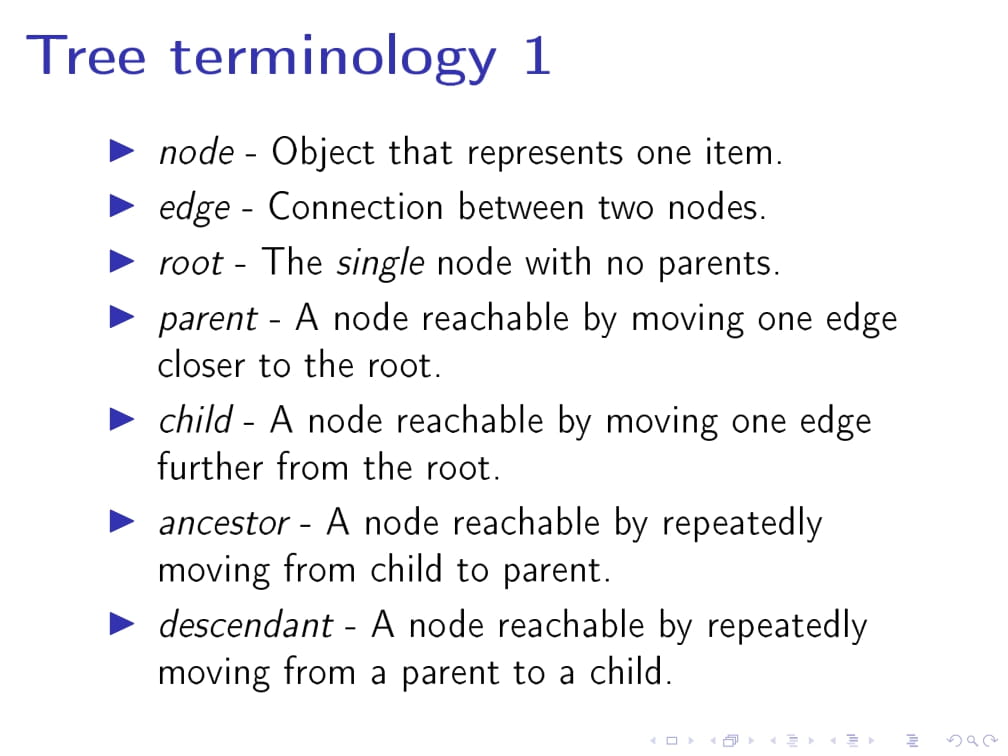 Tree terminology 1
node - Object that represents one item.
edge - Connection between two nodes.
root - The single node with no parents.
parent - A node reachable by moving one edge
closer to the root.
child - A node reachable by moving one edge
further from the root.
ancestor - A node reachable by repeatedly
moving from child to parent.
descendant - A node reachable by repeatedly
moving from a parent to a child.